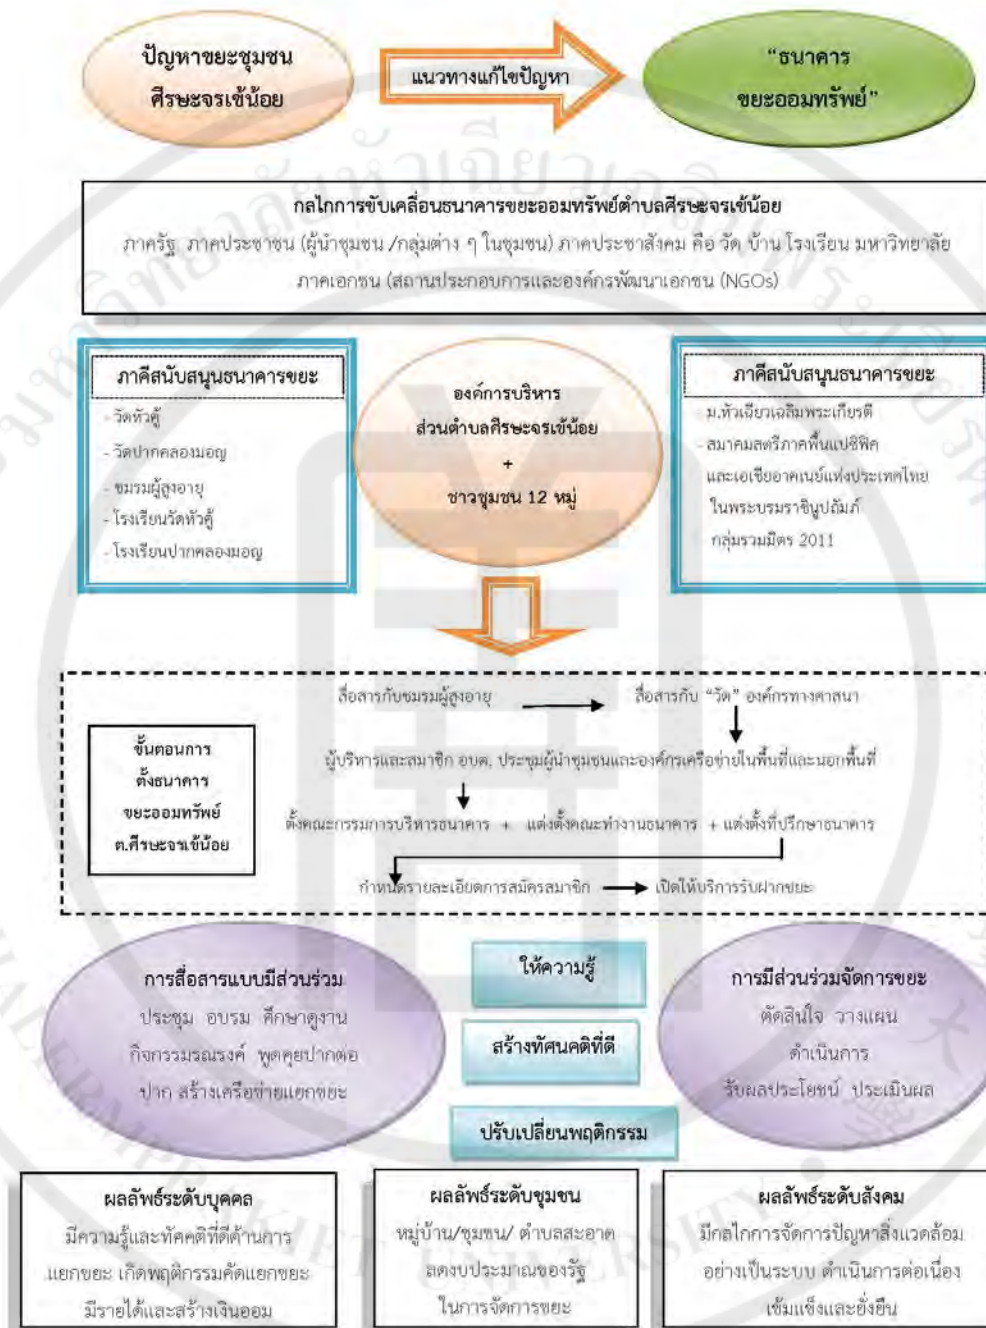 ปัญหาขยะชุมชน
ศีรษะจรเข้น้อย
แนวทางแก้ไขปัญหา
“ธนาคาร
ขยะออมทรัพย์”
กลไกการขับเคลื่อนธนาคารขยะออมทรัพย์ตำบลศีรษะจรเข้น้อย
ภาครัฐ ภาคประชาชน (ผู้นำชุมชน /กลุ่มต่าง ๆ ในชุมชน) ภาคประชาสังคม คือ วัด บ้าน โรงเรียน มหาวิทยาลัย
ภาคเอกชน (สถานประกอบการและองค์กรพัฒนาเอกชน (NGOs)
ภาคีสนับสนุนธนาคารขยะ
- วัดหัวคู้
- วัดปากคลองมอญ
- ชมรมผู้สูงอายุ
- โรงเรียนวัดหัวคู้
- โรงเรียนปากคลองมอญ
องค์การบริหาร
ส่วนตำบลศีรษะจรเข้น้อย
+
ชาวชุมชน 12 หมู่
ภาคีสนับสนุนธนาคารขยะ
- ม.หัวเฉียวเฉลิมพระเกียรติ
- สมาคมสตรีภาคพื้นแปซิฟิค
และเอเชียอาคเนย์แห่งประเทศไทย
ในพระบรมราชินูปถัมภ์
- กลุ่มรวมมิตร 2011
ขั้นตอนการ
ตั้งธนาคาร
ขยะออมทรัพย์
ต.ศีรษะจรเข้น้อย
สื่อสารกับชมรมผู้สูงอายุ
สื่อสารกับ “วัด” องค์กรทางศาสนา
ผู้บริหารและสมาชิก อบต. ประชุมผู้นำชุมชนและองค์กรเครือข่ายในพื้นที่และนอกพื้นที่
ตั้งคณะกรรมการบริหารธนาคาร + แต่งตั้งคณะทำงานธนาคาร + แต่งตั้งที่ปรึกษาธนาคาร
กำหนดรายละเอียดการสมัครสมาชิก
เปิดให้บริการรับฝากขยะ
การสื่อสารแบบมีส่วนร่วม
ประชุม อบรม ศึกษาดูงาน
กิจกรรมรณรงค์ พูดคุยปากต่อ
ปาก สร้างเครือข่ายแยกขยะ
ให้ความรู้
สร้างทัศนคติที่ดี
ปรับเปลี่ยนพฤติกรรม
การมีส่วนร่วมจัดการขยะ
ตัดสินใจ วางแผน
ดำเนินการ
รับผลประโยชน์ ประเมินผล
ผลลัพธ์ระดับบุคคล
มีความรู้และทัคคติที่ดีด้านการ
แยกขยะ เกิดพฤติกรรมคัดแยกขยะ
มีรายได้และสร้างเงินออม
ผลลัพธ์ระดับชุมชน
หมู่บ้าน/ชุมชน/ ตำบลสะอาด
ลดงบประมาณของรัฐ
ในการจัดการขยะ
ผลลัพธ์ระดับสังคม
มีกลไกการจัดการปัญหาสิ่งแวดล้อม
อย่างเป็นระบบ ดำเนินการต่อเนื่อง
เข้มแข็งและยั่งยืน